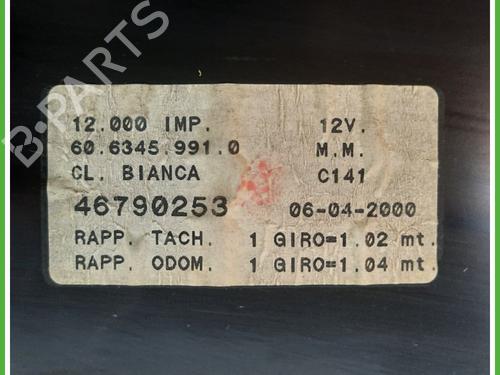 12.000 IMP. 12V.
60.6345.991.0 M.M.
CL. BIANCA C141
46790253 06-04-2000
RAPP. TACH. 1 GIRO=1.02 mt.
RAPP. ODOM. 1 GIRO=1.04 mt.
B-PARTS